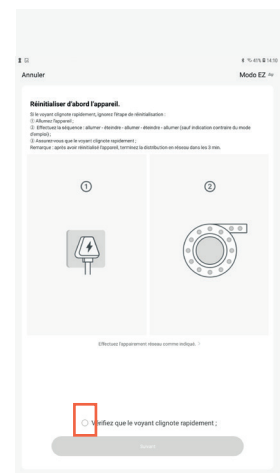 41% 14:10
Annuler Modo EZ
Réinitialiser d'abord l'appareil.
Si le voyant clignote rapidement, ignorez l'étape de réinitialisation :
① Allumez l'appareil ;
② Effectuez la séquence : allumer - éteindre - allumer - éteindre - allumer (sauf indication contraire du mode
d'emploi) ;
③ Assurez-vous que le voyant clignote rapidement ;
Remarque : après avoir réinitialisé l'appareil, terminez la distribution en réseau dans les 3 min.
① ②
Effectuez l'appairement réseau comme indiqué. >
Vérifiez que le voyant clignote rapidement ;
Suivant